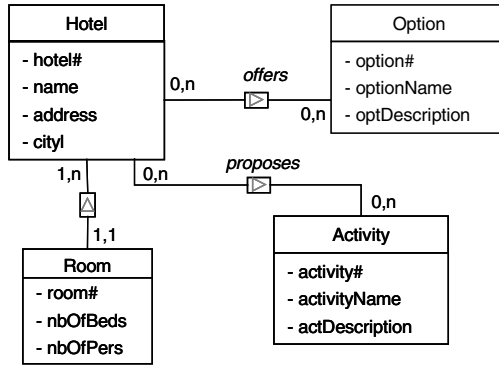 Hotel
- hotel#
- name
- address
- cityl
Option
- option#
- optionName
- optDescription
offers
0,n
0,n
proposes
1,n
0,n
0,n
1,1
Room
- room#
- nbOfBeds
- nbOfPers
Activity
- activity#
- activityName
- actDescription